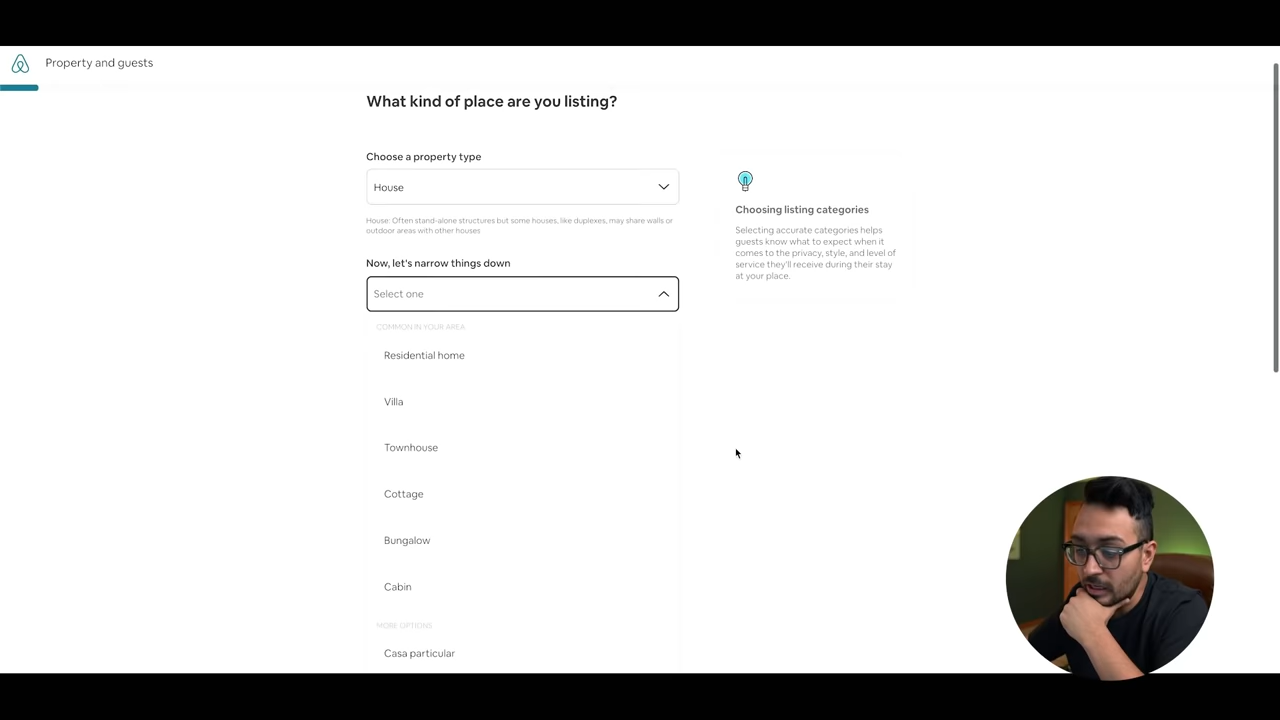 Property and guests
What kind of place are you listing?
Choose a property type
House
House: Often stand-alone structures but some houses, like duplexes, may share walls or
outdoor areas with other houses
Now, let's narrow things down
Select one
COMMON IN YOUR AREA
Residential home
Villa
Townhouse
Cottage
Bungalow
Cabin
MORE OPTIONS
Casa particular
Choosing listing categories
Selecting accurate categories helps
guests know what to expect when it
comes to the privacy, style, and level of
service they'll receive during their stay
at your place.